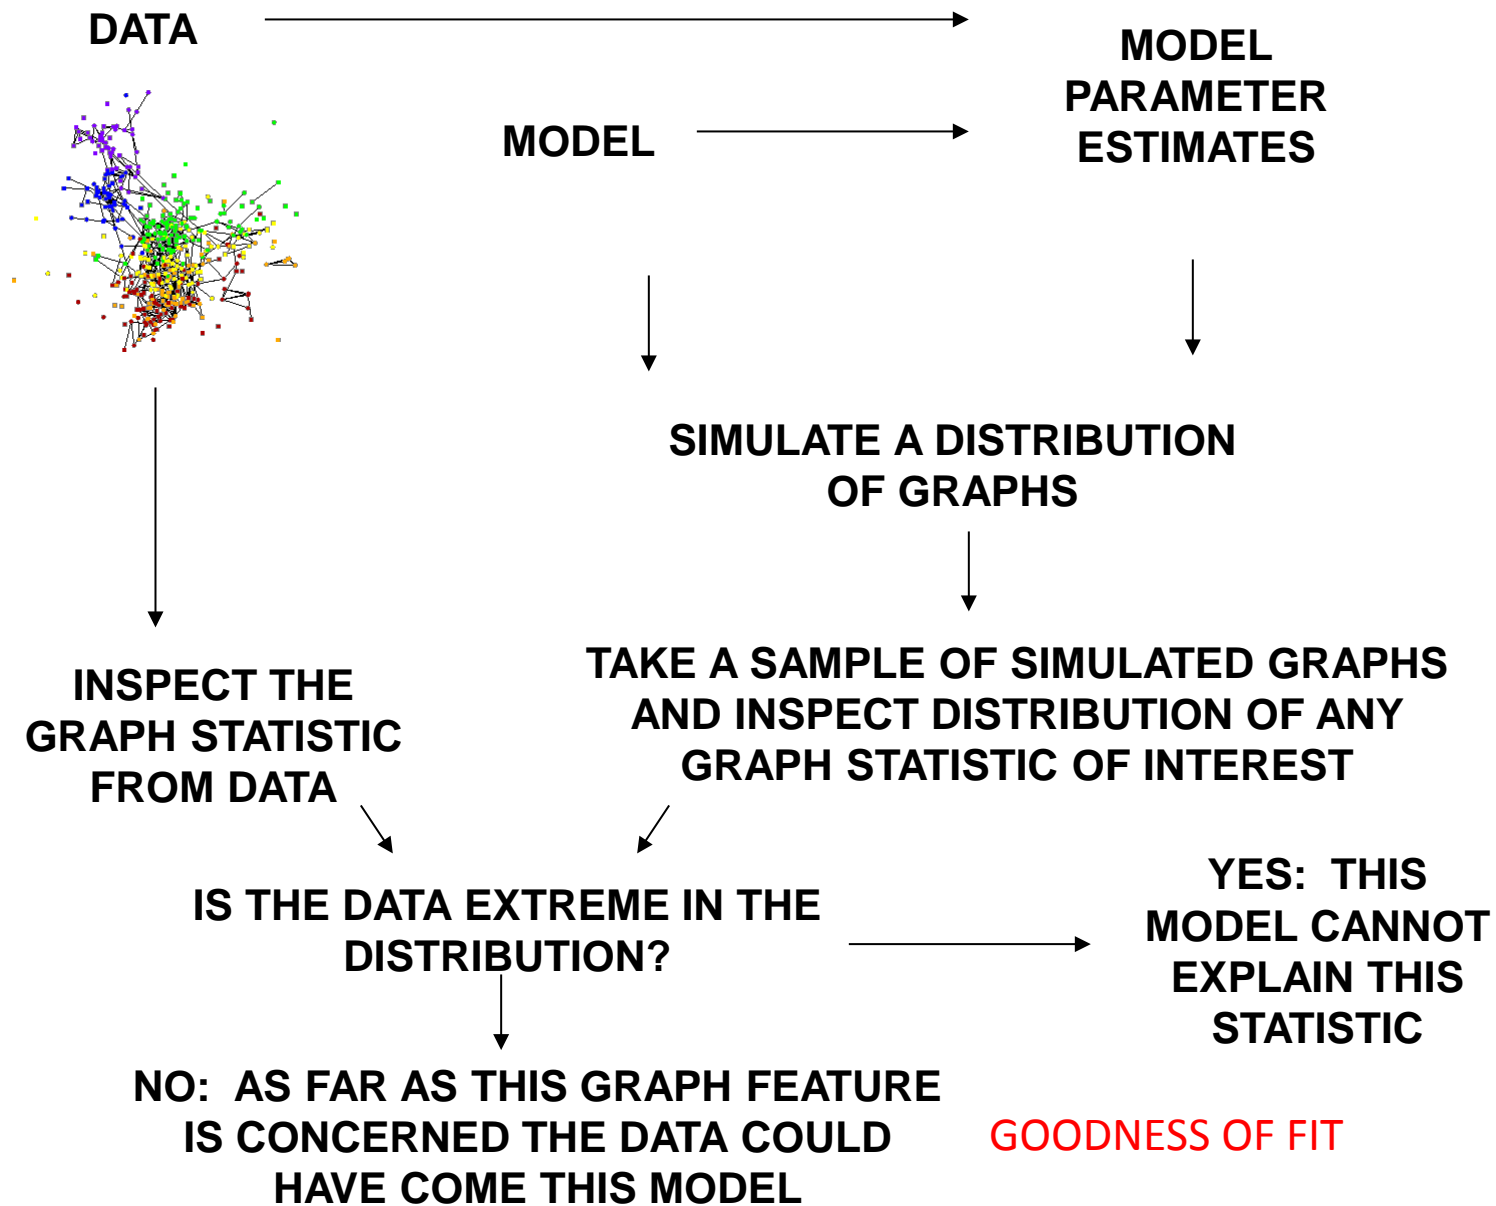 DATA
MODEL
PARAMETER
ESTIMATES
MODEL
SIMULATE A DISTRIBUTION
OF GRAPHS
INSPECT THE
GRAPH STATISTIC
FROM DATA
TAKE A SAMPLE OF SIMULATED GRAPHS
AND INSPECT DISTRIBUTION OF ANY
GRAPH STATISTIC OF INTEREST
IS THE DATA EXTREME IN THE
DISTRIBUTION?
YES:  THIS
MODEL CANNOT
EXPLAIN THIS
STATISTIC
NO:  AS FAR AS THIS GRAPH FEATURE
IS CONCERNED THE DATA COULD
HAVE COME THIS MODEL
GOODNESS OF FIT